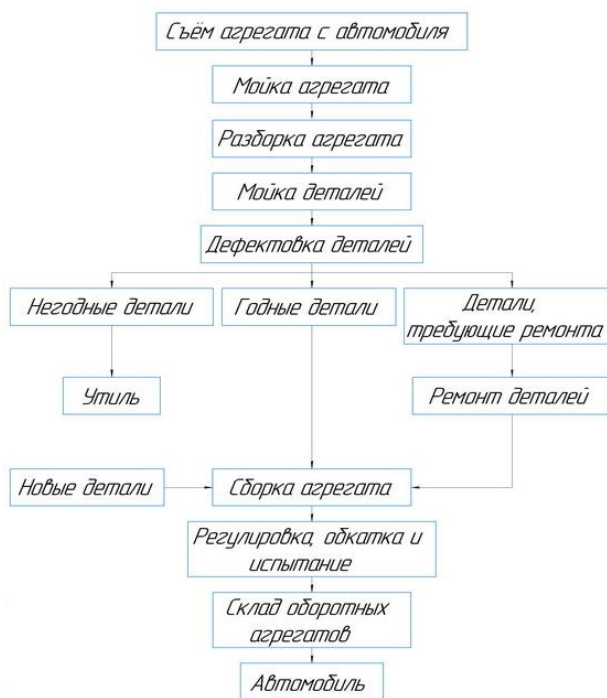 Съём агрегата с автомобиля
Мойка агрегата
Разборка агрегата
Мойка деталей
Дефектовка деталей
Негодные детали
Годные детали
Детали,
требующие ремонта
Утиль
Ремонт деталей
Новые детали
Сборка агрегата
Регулировка, обкатка и
испытание
Склад оборотных
агрегатов
Автомобиль